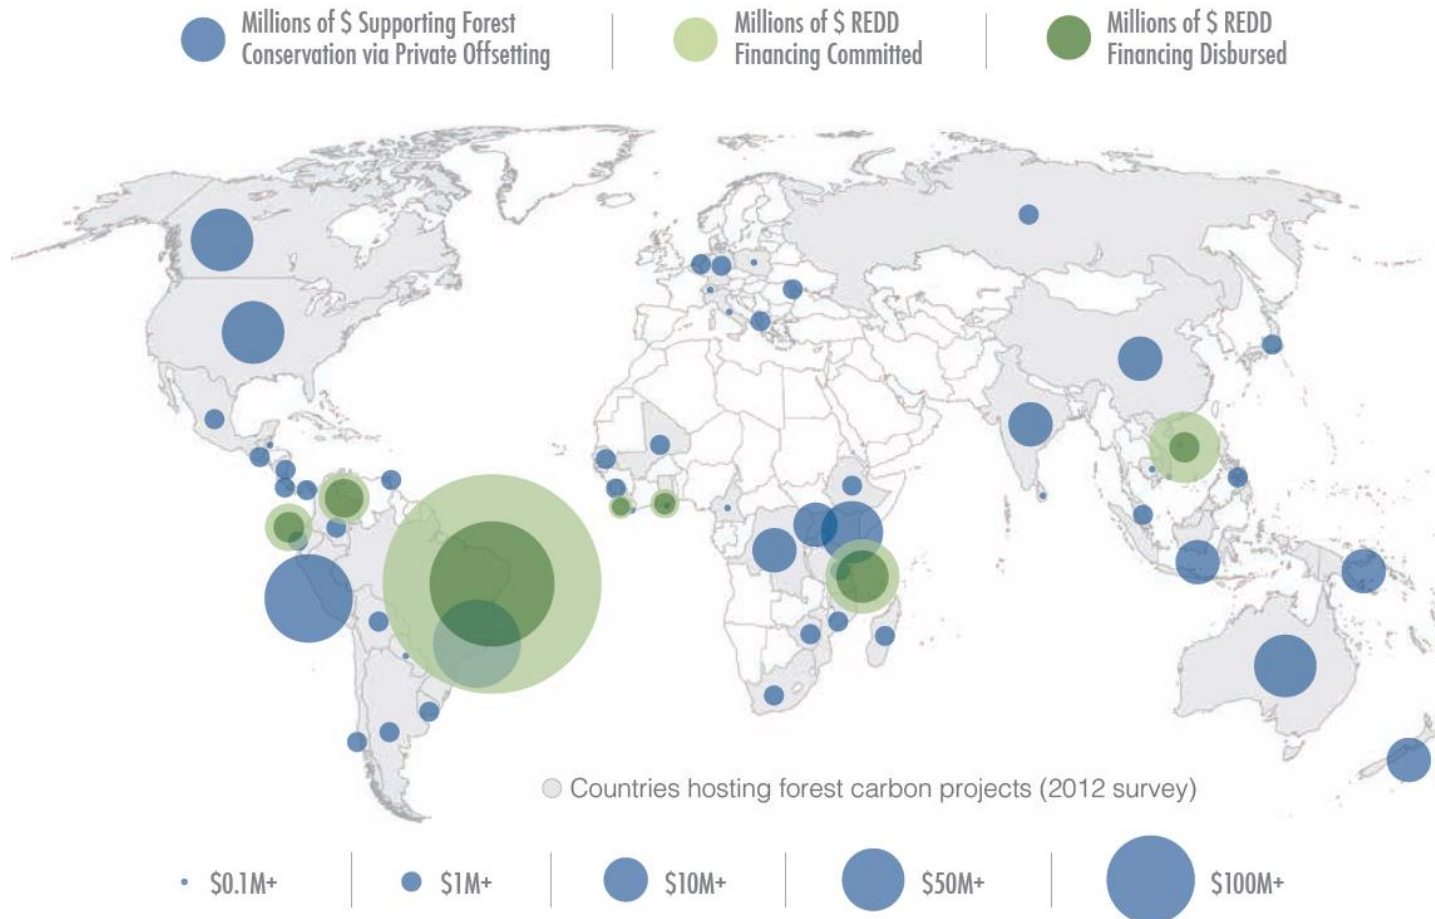 Millions of $ Supporting Forest
Conservation via Private Offsetting
Millions of $ REDD
Financing Committed
Millions of $ REDD
Financing Disbursed
Countries hosting forest carbon projects (2012 survey)
$0.1M+
$1M+
$10M+
$50M+
$100M+